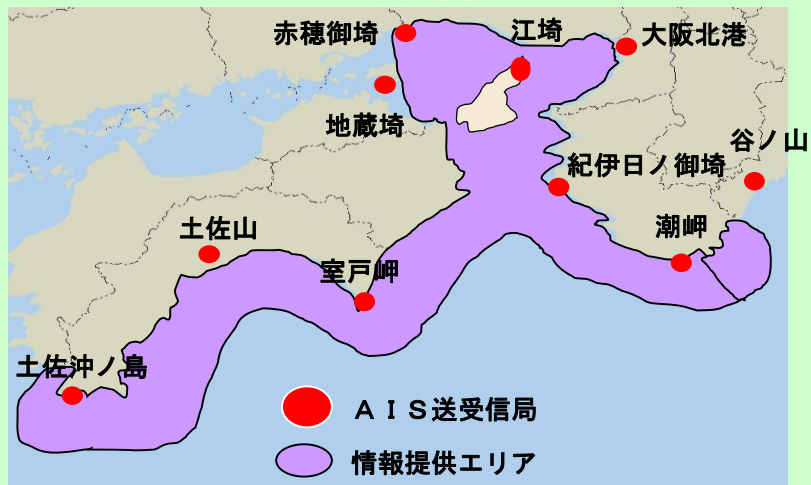 赤穂御埼
江埼
大阪北港
地蔵埼
谷ノ山
紀伊日ノ御埼
土佐山
潮岬
室戸岬
土佐沖ノ島
ＡＩＳ送受信局
情報提供エリア